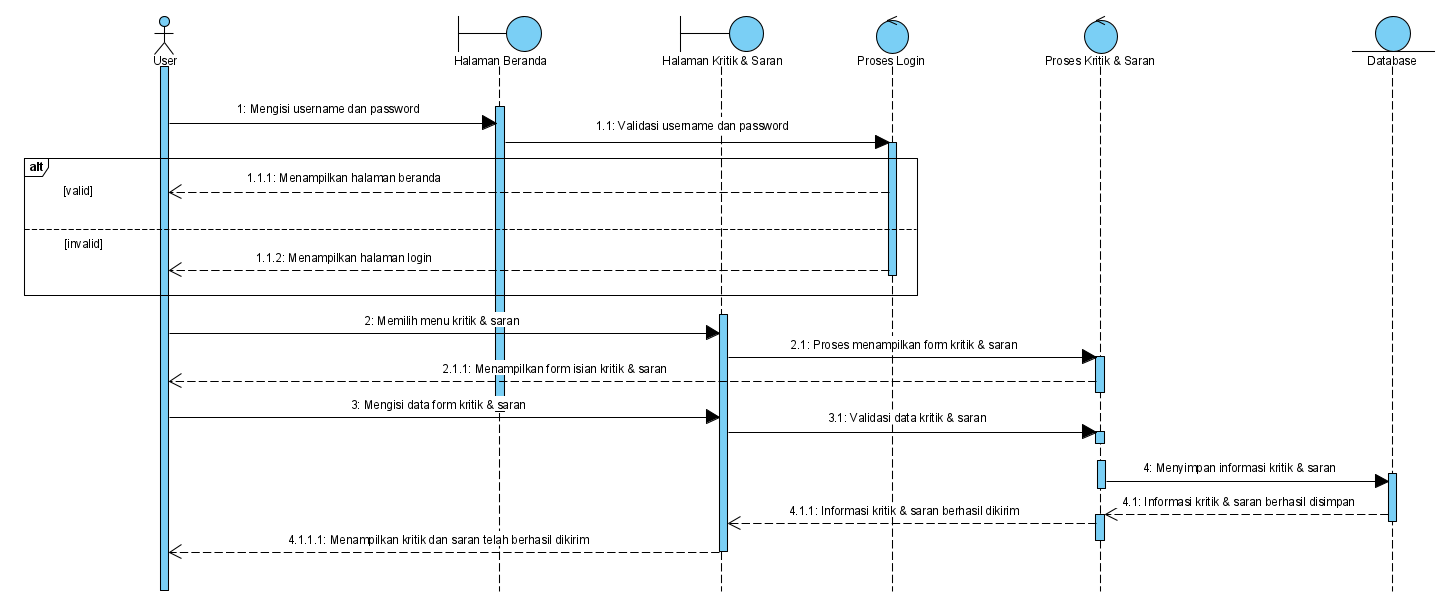 User
Halaman Beranda
Halaman Kritik & Saran
Proses Login
Proses Kritik & Saran
Database
1: Mengisi username dan password
1.1: Validasi username dan password
alt
[valid]
1.1.1: Menampilkan halaman beranda
[invalid]
1.1.2: Menampilkan halaman login
2: Memilih menu kritik & saran
2.1: Proses menampilkan form kritik & saran
2.1.1: Menampilkan form isian kritik & saran
3: Mengisi data form kritik & saran
3.1: Validasi data kritik & saran
4: Menyimpan informasi kritik & saran
4.1: Informasi kritik & saran berhasil disimpan
4.1.1: Informasi kritik & saran berhasil dikirim
4.1.1.1: Menampilkan kritik dan saran telah berhasil dikirim